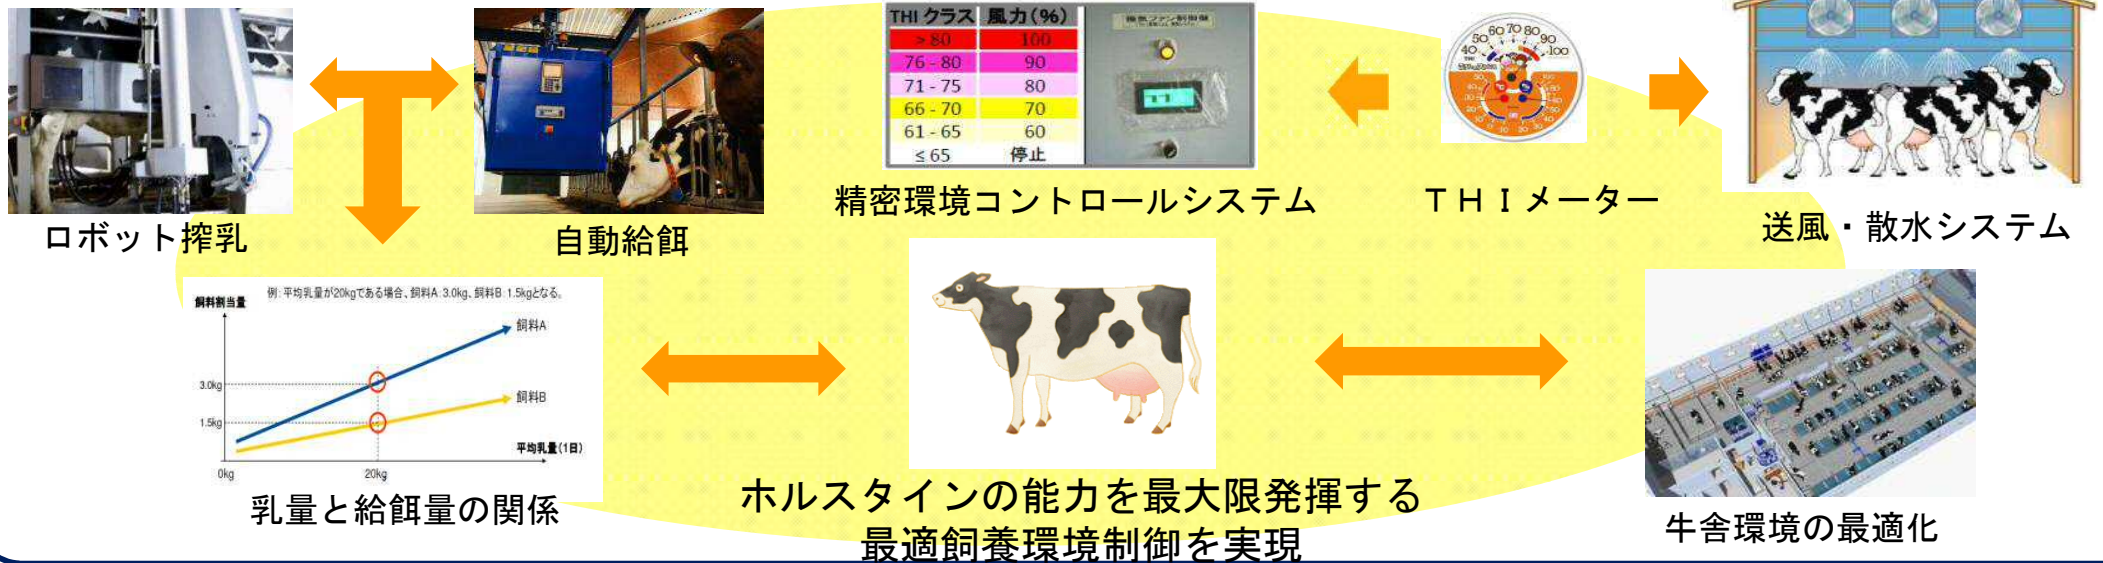 THIクラス 風力(%)
> 80 100
76 - 80 90
71 - 75 80
66 - 70 70
61 - 65 60
≤ 65 停止
ロボット搾乳
自動給餌
精密環境コントロールシステム
ＴＨＩメーター
送風・散水システム
例:平均乳量が20kgである場合、飼料A:3.0kg、飼料B:1.5kgとなる。
飼料割当量
飼料A
3.0kg
飼料B
1.5kg
平均乳量(1日)
0kg
20kg
乳量と給餌量の関係
ホルスタインの能力を最大限発揮する
最適飼養環境制御を実現
牛舎環境の最適化